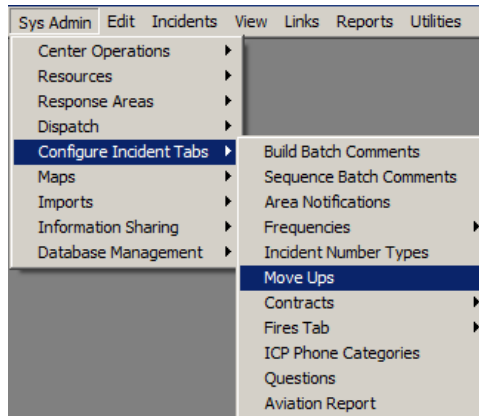 Sys Admin Edit Incidents View Links Reports Utilities
Center Operations
Resources
Response Areas
Dispatch
Configure Incident Tabs
Maps
Imports
Information Sharing
Database Management
Build Batch Comments
Sequence Batch Comments
Area Notifications
Frequencies
Incident Number Types
Move Ups
Contracts
Fires Tab
ICP Phone Categories
Questions
Aviation Report